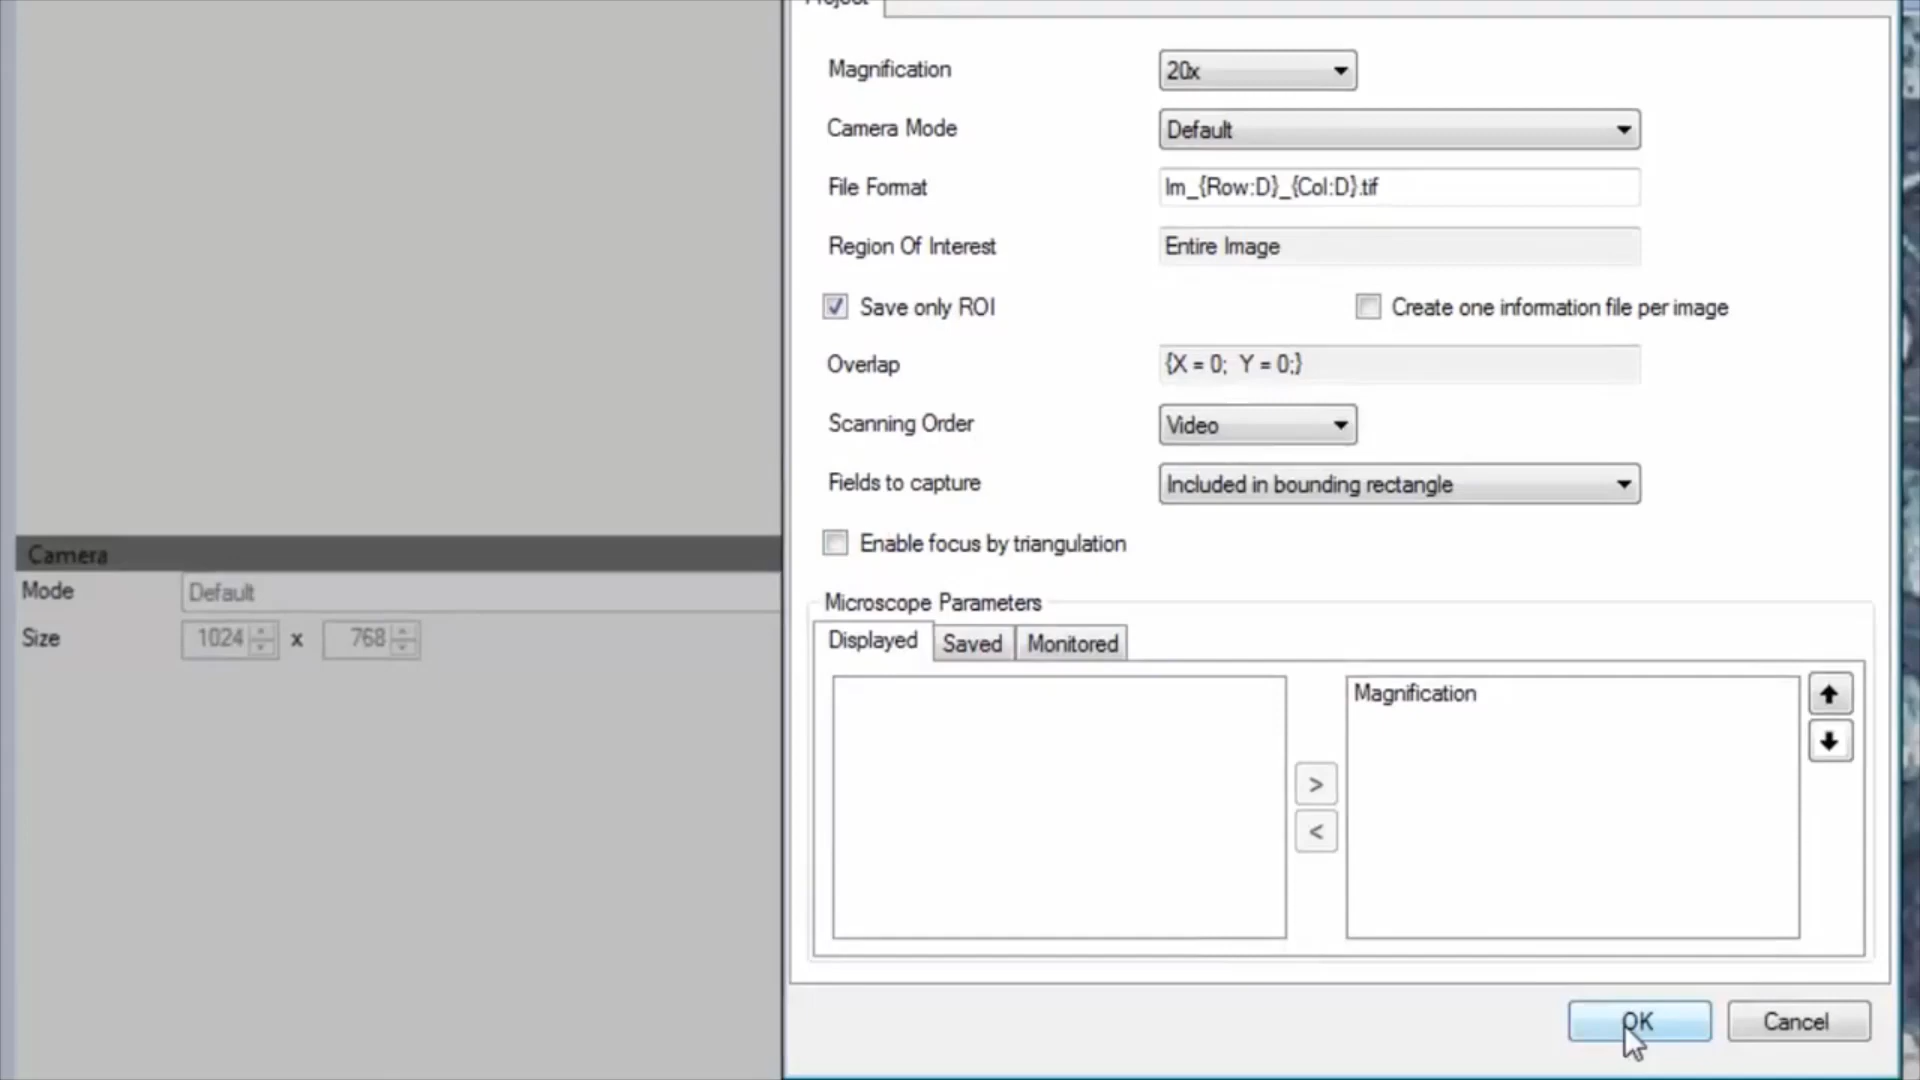 Project
Magnification 20x
Camera Mode Default
File Format Im_{Row:D}_{Col:D}.tif
Region Of Interest Entire Image
Save only ROI Create one information file per image
Overlap {X = 0; Y = 0;}
Scanning Order Video
Fields to capture Included in bounding rectangle
Enable focus by triangulation
Camera
Mode Default
Size 1024 x 768
Microscope Parameters
Displayed Saved Monitored
Magnification
>
<
OK Cancel